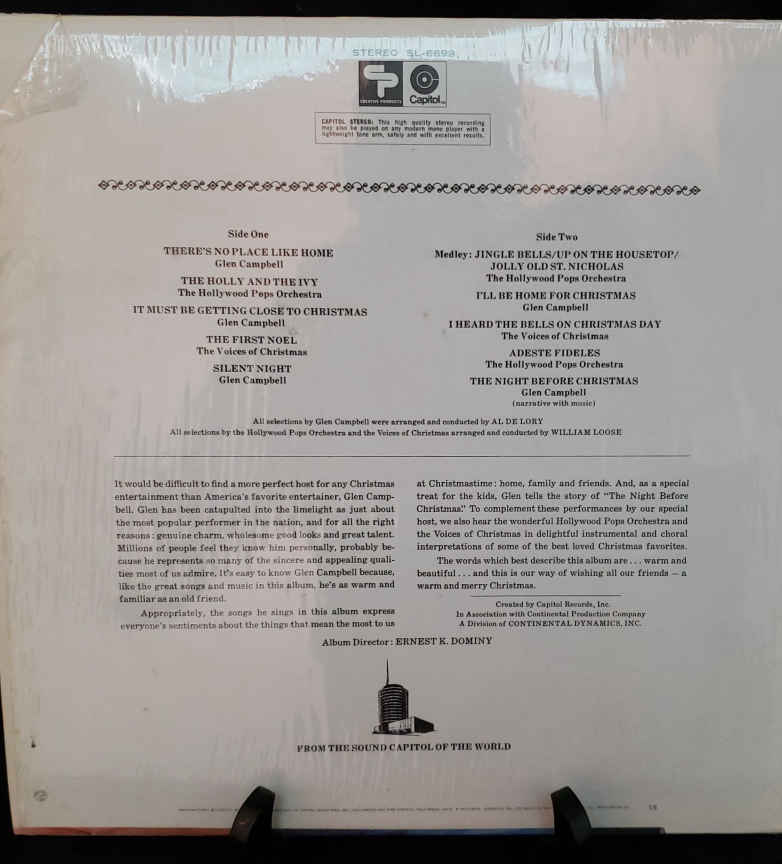 STEREO SL-6699
CREATIVE PRODUCTS
Capitol
CAPITOL STEREO: This high quality stereo recording
may also be played on any modern mono player with a
lightweight tone arm, safely and with excellent results.
Side One
THERE'S NO PLACE LIKE HOME
Glen Campbell
THE HOLLY AND THE IVY
The Hollywood Pops Orchestra
IT MUST BE GETTING CLOSE TO CHRISTMAS
Glen Campbell
THE FIRST NOEL
The Voices of Christmas
SILENT NIGHT
Glen Campbell
Side Two
Medley: JINGLE BELLS/UP ON THE HOUSETOP/
JOLLY OLD ST. NICHOLAS
The Hollywood Pops Orchestra
I'LL BE HOME FOR CHRISTMAS
Glen Campbell
I HEARD THE BELLS ON CHRISTMAS DAY
The Voices of Christmas
ADESTE FIDELES
The Hollywood Pops Orchestra
THE NIGHT BEFORE CHRISTMAS
Glen Campbell
(narrative with music)
All selections by Glen Campbell were arranged and conducted by AL DE LORY
All selections by the Hollywood Pops Orchestra and the Voices of Christmas arranged and conducted by WILLIAM LOOSE
It would be difficult to find a more perfect host for any Christmas
entertainment than America's favorite entertainer, Glen Camp-
bell. Glen has been catapulted into the limelight as just about
the most popular performer in the nation, and for all the right
reasons: genuine charm, wholesome good looks and great talent.
Millions of people feel they know him personally, probably be-
cause he represents so many of the sincere and appealing quali-
ties most of us admire. It's easy to know Glen Campbell because,
like the great songs and music in this album, he's as warm and
familiar as an old friend.
Appropriately, the songs he sings in this album express
everyone's sentiments about the things that mean the most to us
at Christmastime: home, family and friends. And, as a special
treat for the kids, Glen tells the story of "The Night Before
Christmas." To complement these performances by our special
host, we also hear the wonderful Hollywood Pops Orchestra and
the Voices of Christmas in delightful instrumental and choral
interpretations of some of the best loved Christmas favorites.
The words which best describe this album are . . . warm and
beautiful . . . and this is our way of wishing all our friends – a
warm and merry Christmas.
Created by Capitol Records, Inc.
In Association with Continental Production Company
A Division of CONTINENTAL DYNAMICS, INC.
Album Director: ERNEST K. DOMINY
FROM THE SOUND CAPITOL OF THE WORLD